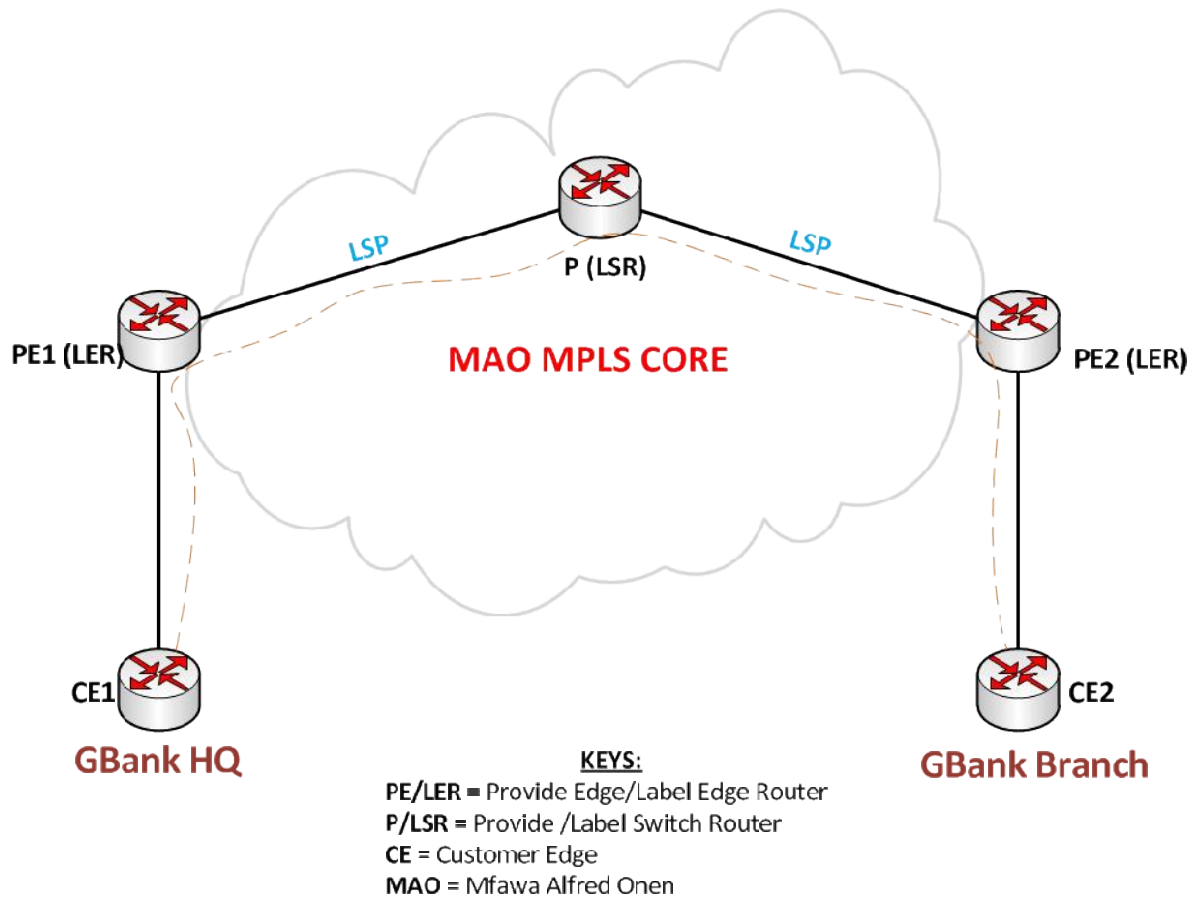 LSP
LSP
P (LSR)
PE1 (LER)
MAO MPLS CORE
PE2 (LER)
CE1
CE2
GBank HQ
GBank Branch
KEYS:
PE/LER = Provide Edge/Label Edge Router
P/LSR = Provide /Label Switch Router
CE = Customer Edge
MAO = Mfawa Alfred Onen